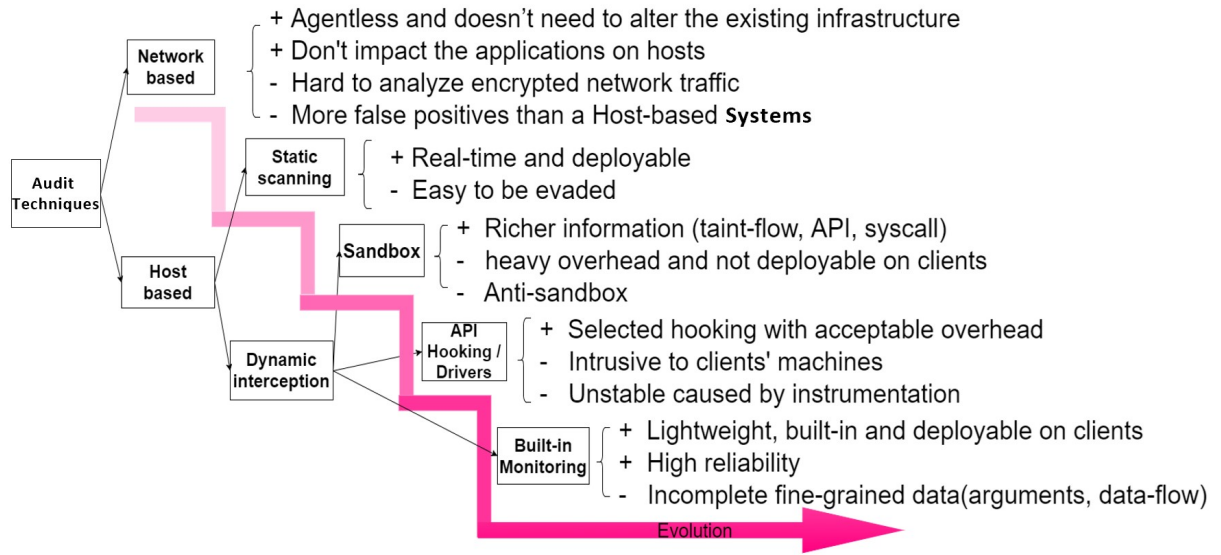 + Agentless and doesn’t need to alter the existing infrastructure
Network
based
+ Don't impact the applications on hosts
- Hard to analyze encrypted network traffic
- More false positives than a Host-based Systems
Static
scanning
+ Real-time and deployable
- Easy to be evaded
Audit
Techniques
Host
based
Sandbox
+ Richer information (taint-flow, API, syscall)
- heavy overhead and not deployable on clients
- Anti-sandbox
Dynamic
interception
API
Hooking /
Drivers
+ Selected hooking with acceptable overhead
- Intrusive to clients' machines
- Unstable caused by instrumentation
Built-in
Monitoring
+ Lightweight, built-in and deployable on clients
+ High reliability
- Incomplete fine-grained data(arguments, data-flow)
Evolution